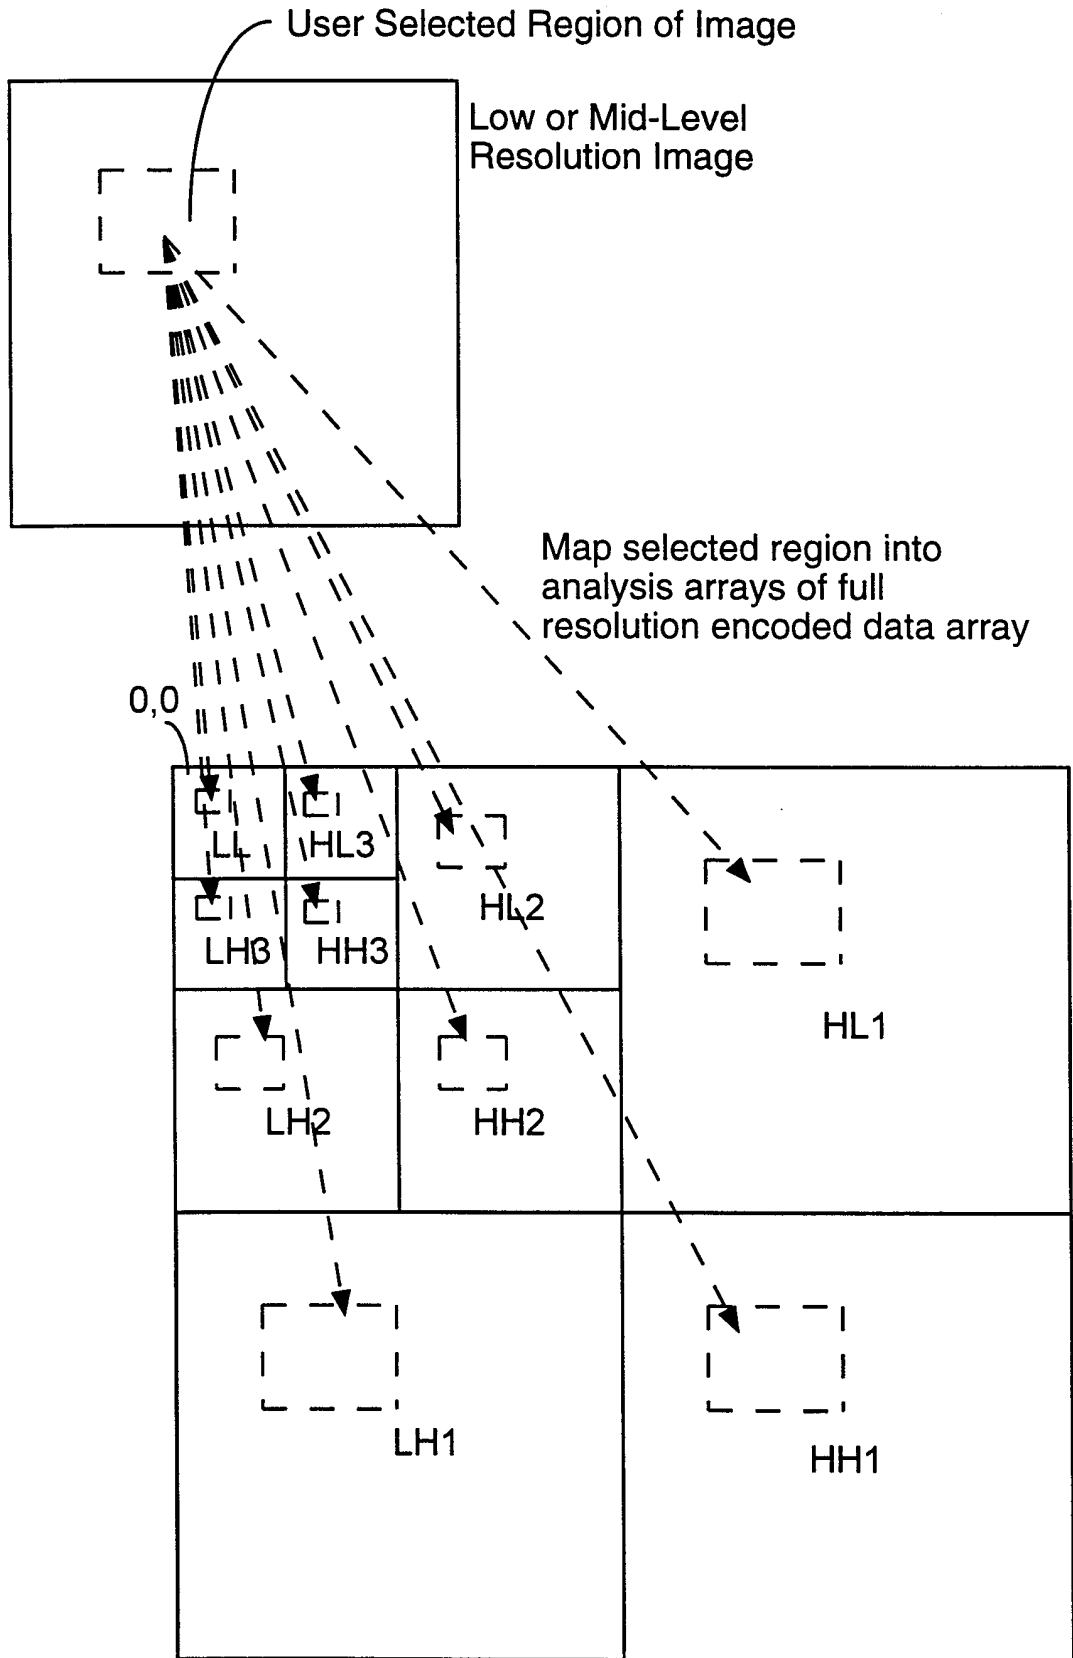 User Selected Region of Image
Low or Mid-Level
Resolution Image
Map selected region into
analysis arrays of full
resolution encoded data array
0,0
LL
HL3
HL2
LH3
HH3
HL1
LH2
HH2
LH1
HH1